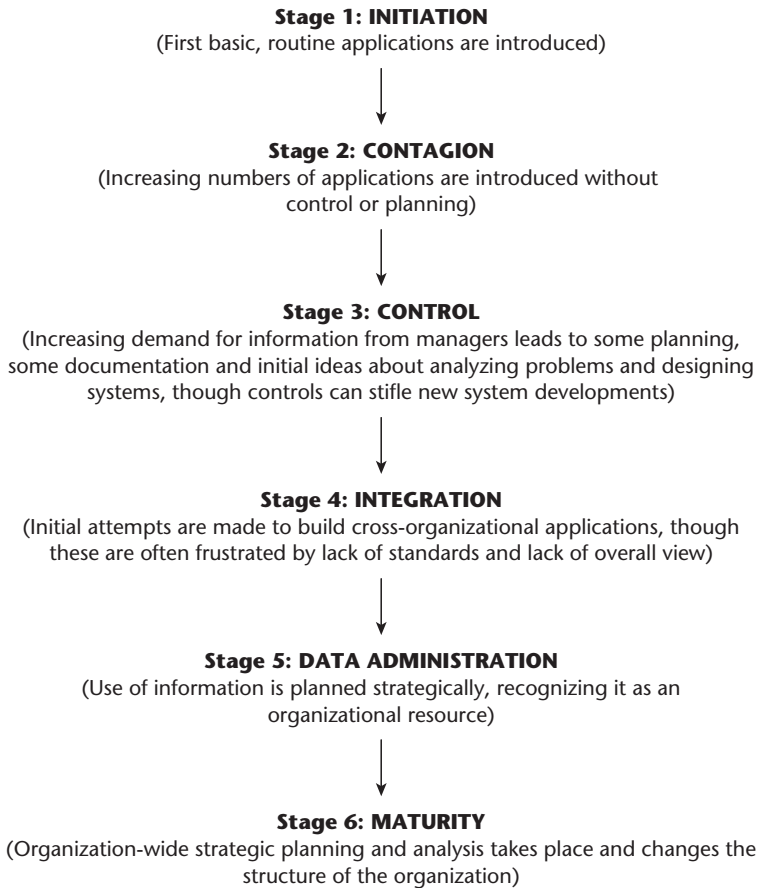 Stage 1: INITIATION
(First basic, routine applications are introduced)
Stage 2: CONTAGION
(Increasing numbers of applications are introduced without
control or planning)
Stage 3: CONTROL
(Increasing demand for information from managers leads to some planning,
some documentation and initial ideas about analyzing problems and designing
systems, though controls can stifle new system developments)
Stage 4: INTEGRATION
(Initial attempts are made to build cross-organizational applications, though
these are often frustrated by lack of standards and lack of overall view)
Stage 5: DATA ADMINISTRATION
(Use of information is planned strategically, recognizing it as an
organizational resource)
Stage 6: MATURITY
(Organization-wide strategic planning and analysis takes place and changes the
structure of the organization)